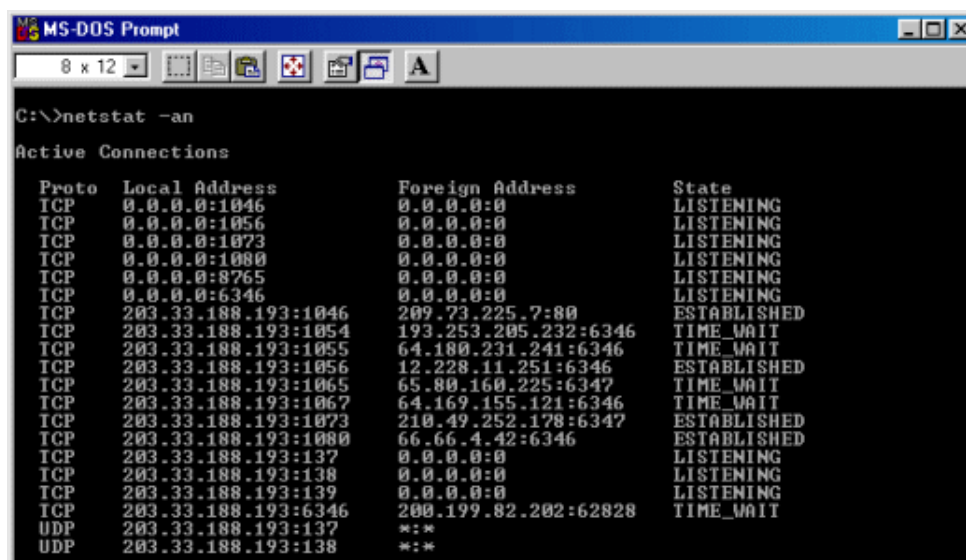 MS-DOS Prompt
8 x 12 A
C:\>netstat -an
Active Connections
Proto Local Address Foreign Address State
TCP 0.0.0.0:1046 0.0.0.0:0 LISTENING
TCP 0.0.0.0:1056 0.0.0.0:0 LISTENING
TCP 0.0.0.0:1073 0.0.0.0:0 LISTENING
TCP 0.0.0.0:1080 0.0.0.0:0 LISTENING
TCP 0.0.0.0:8765 0.0.0.0:0 LISTENING
TCP 0.0.0.0:6346 0.0.0.0:0 LISTENING
TCP 203.33.188.193:1046 209.73.225.7:80 ESTABLISHED
TCP 203.33.188.193:1054 193.253.205.232:6346 TIME_WAIT
TCP 203.33.188.193:1055 64.180.231.241:6346 TIME_WAIT
TCP 203.33.188.193:1056 12.228.11.251:6346 ESTABLISHED
TCP 203.33.188.193:1065 65.80.160.225:6347 TIME_WAIT
TCP 203.33.188.193:1067 64.169.155.121:6346 TIME_WAIT
TCP 203.33.188.193:1073 210.49.252.178:6347 ESTABLISHED
TCP 203.33.188.193:1080 66.66.4.42:6346 ESTABLISHED
TCP 203.33.188.193:137 0.0.0.0:0 LISTENING
TCP 203.33.188.193:138 0.0.0.0:0 LISTENING
TCP 203.33.188.193:139 0.0.0.0:0 LISTENING
TCP 203.33.188.193:6346 200.199.82.202:62828 TIME_WAIT
UDP 203.33.188.193:137 *:*
UDP 203.33.188.193:138 *:*